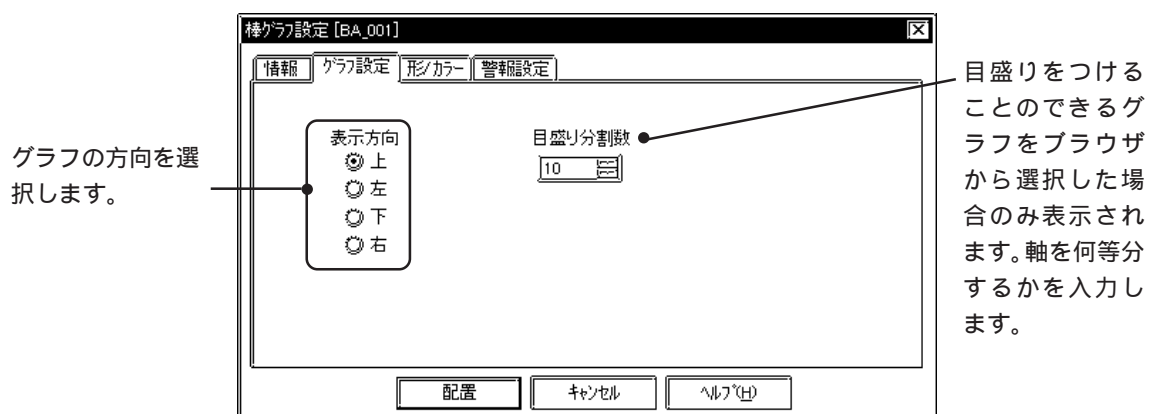 棒グラフ設定 [BA_001]
情報 グラフ設定 形/カラー 警報設定
表示方向
上
左
下
右
目盛り分割数
10
配置 キャンセル ヘルプ(H)
グラフの方向を選
択します。
目盛りをつける
ことのできるグ
ラフをブラウザ
から選択した場
合のみ表示され
ます。軸を何等分
するかを入力し
ます。